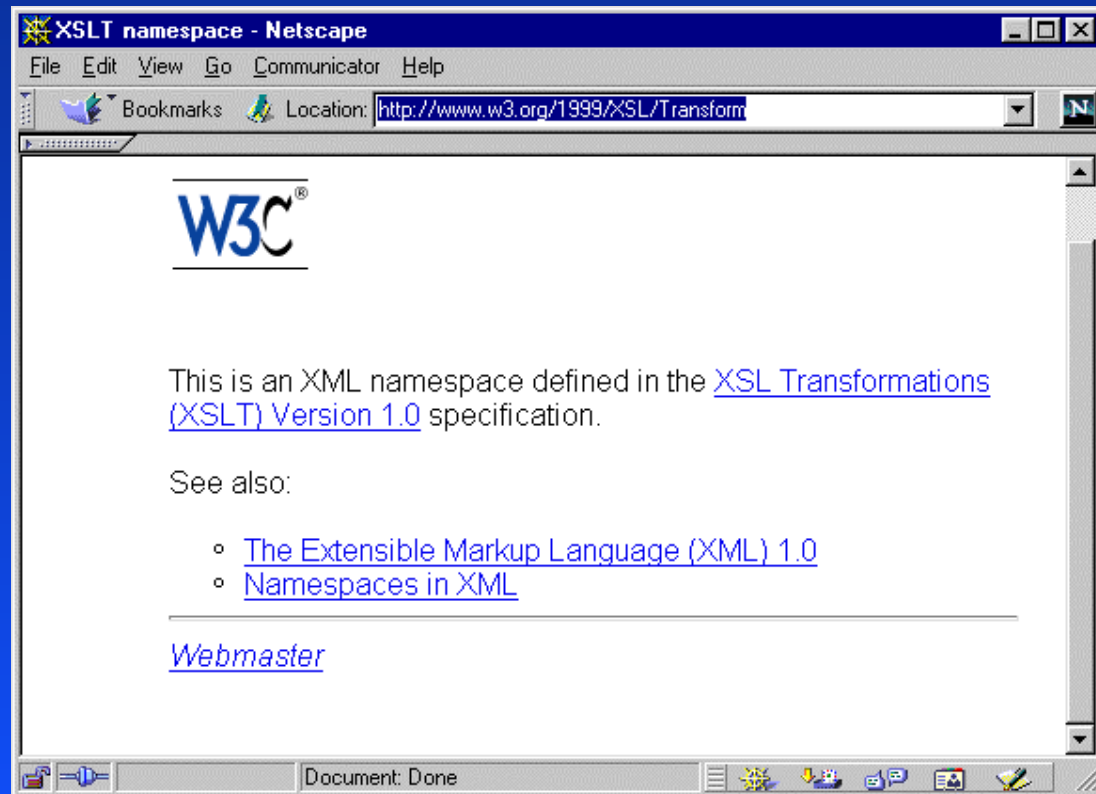 XSLT namespace - Netscape
File Edit View Go Communicator Help
Bookmarks Location: http://www.w3.org/1999/XSL/Transform N
W3C®
This is an XML namespace defined in the XSL Transformations
(XSLT) Version 1.0 specification.
See also:
The Extensible Markup Language (XML) 1.0
Namespaces in XML
Webmaster
Document: Done